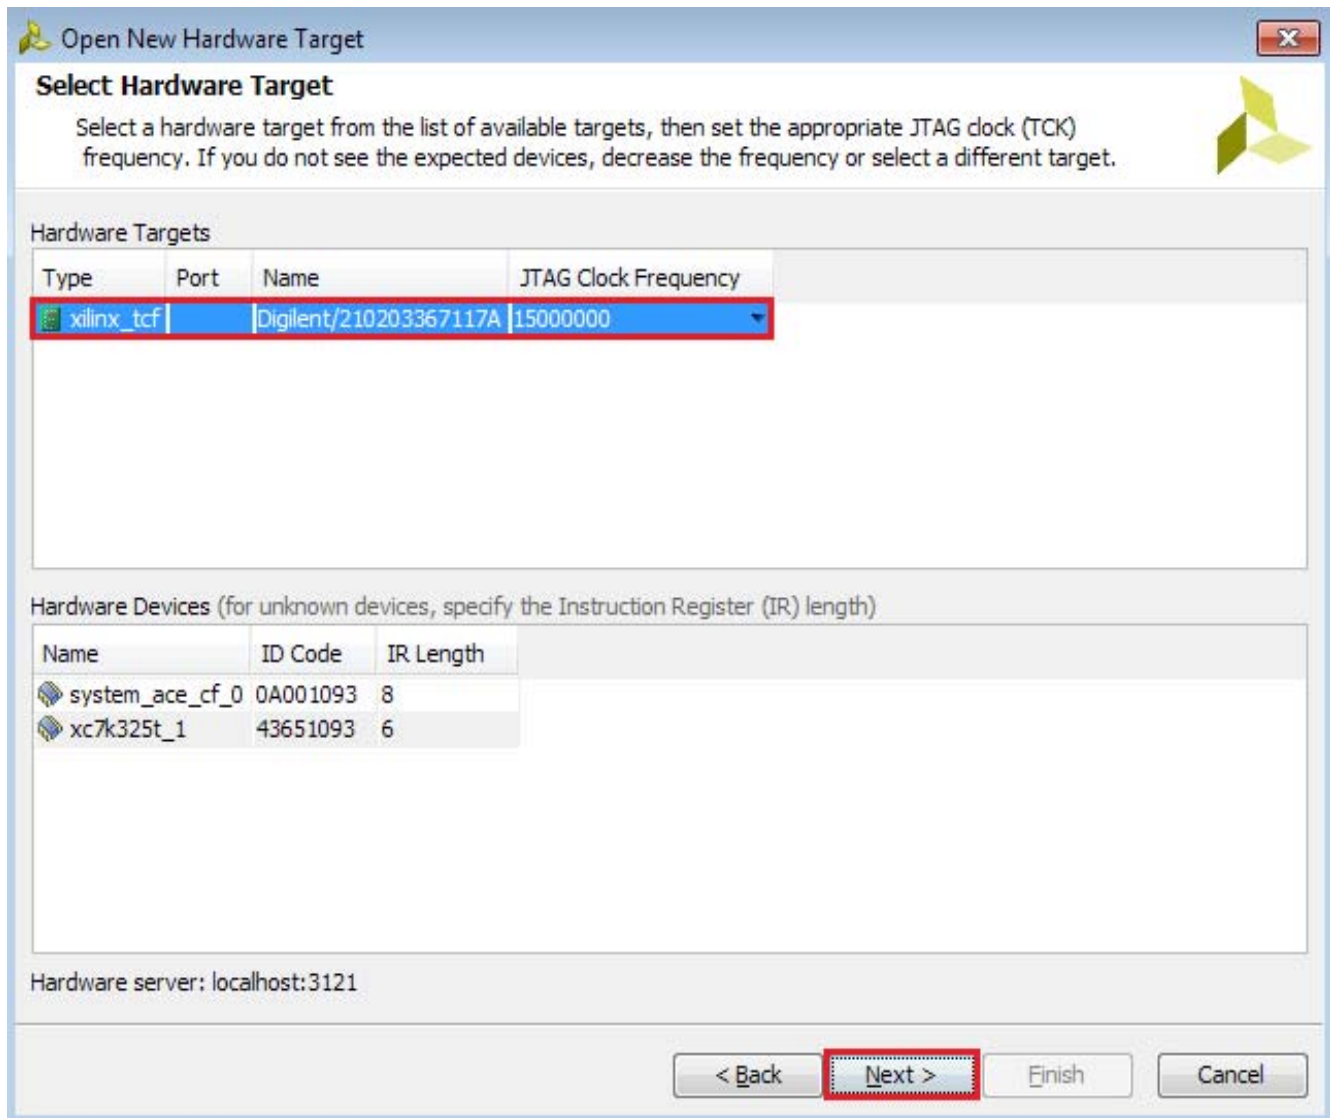 Open New Hardware Target
Select Hardware Target
Select a hardware target from the list of available targets, then set the appropriate JTAG clock (TCK)
frequency. If you do not see the expected devices, decrease the frequency or select a different target.
Hardware Targets
Type Port Name JTAG Clock Frequency
xilinx_tcf Digilent/210203367117A 15000000
Hardware Devices (for unknown devices, specify the Instruction Register (IR) length)
Name ID Code IR Length
system_ace_cf_0 0A001093 8
xc7k325t_1 43651093 6
Hardware server: localhost:3121
< Back Next > Finish Cancel